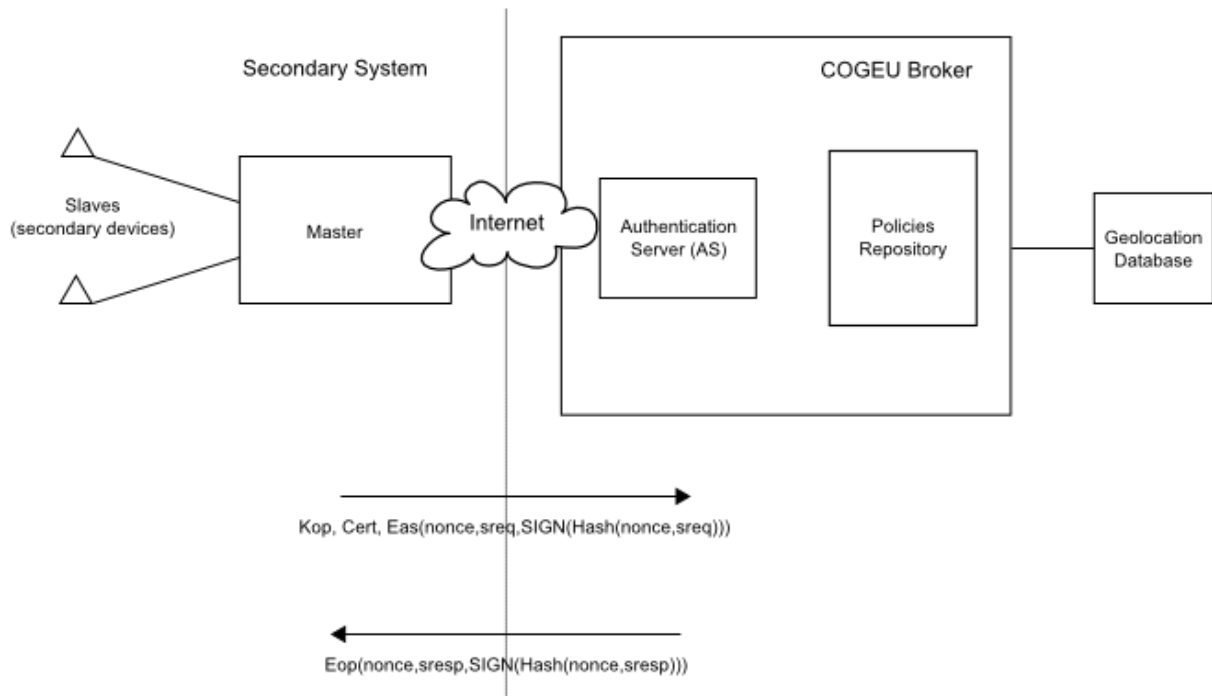 Secondary System
COGEU Broker
Slaves
(secondary devices)
Master
Internet
Authentication
Server (AS)
Policies
Repository
Geolocation
Database
Kop, Cert, Eas(nonce,sreq,SIGN(Hash(nonce,sreq)))
Eop(nonce,sresp,SIGN(Hash(nonce,sresp)))